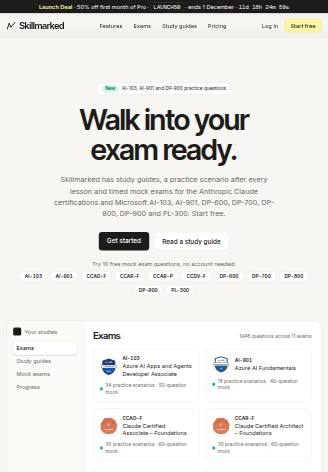 Launch Deal · 50% off first month of Pro · LAUNCH50 · ends 1 December · 11d 16h 24m 59s
Skillmarked Features Exams Study guides Pricing Log in Start free
New AI-103, AI-901 and DP-900 practice questions
Walk into your
exam ready.
Skillmarked has study guides, a practice scenario after every
lesson and timed mock exams for the Anthropic Claude
certifications and Microsoft AI-103, AI-901, DP-600, DP-700, DP-
800, DP-900 and PL-300. Start free.
Get started Read a study guide
Try 10 free mock exam questions, no account needed:
AI-103 AI-901 CCAO-F CCAR-F CCAR-P CCDV-F DP-600 DP-700 DP-800
DP-900 PL-300
Your studies
Exams
Study guides
Mock exams
Progress
Exams 1948 questions across 11 exams
AI-103
Azure AI Apps and Agents
Developer Associate
34 practice scenarios · 50-question
mock
AI-901
Azure AI Fundamentals
18 practice scenarios · 40-question
mock
CCAO-F
Claude Certified
Associate – Foundations
30 practice scenarios · 60-question
mock
CCAR-F
Claude Certified Architect
– Foundations
30 practice scenarios · 60-question
mock